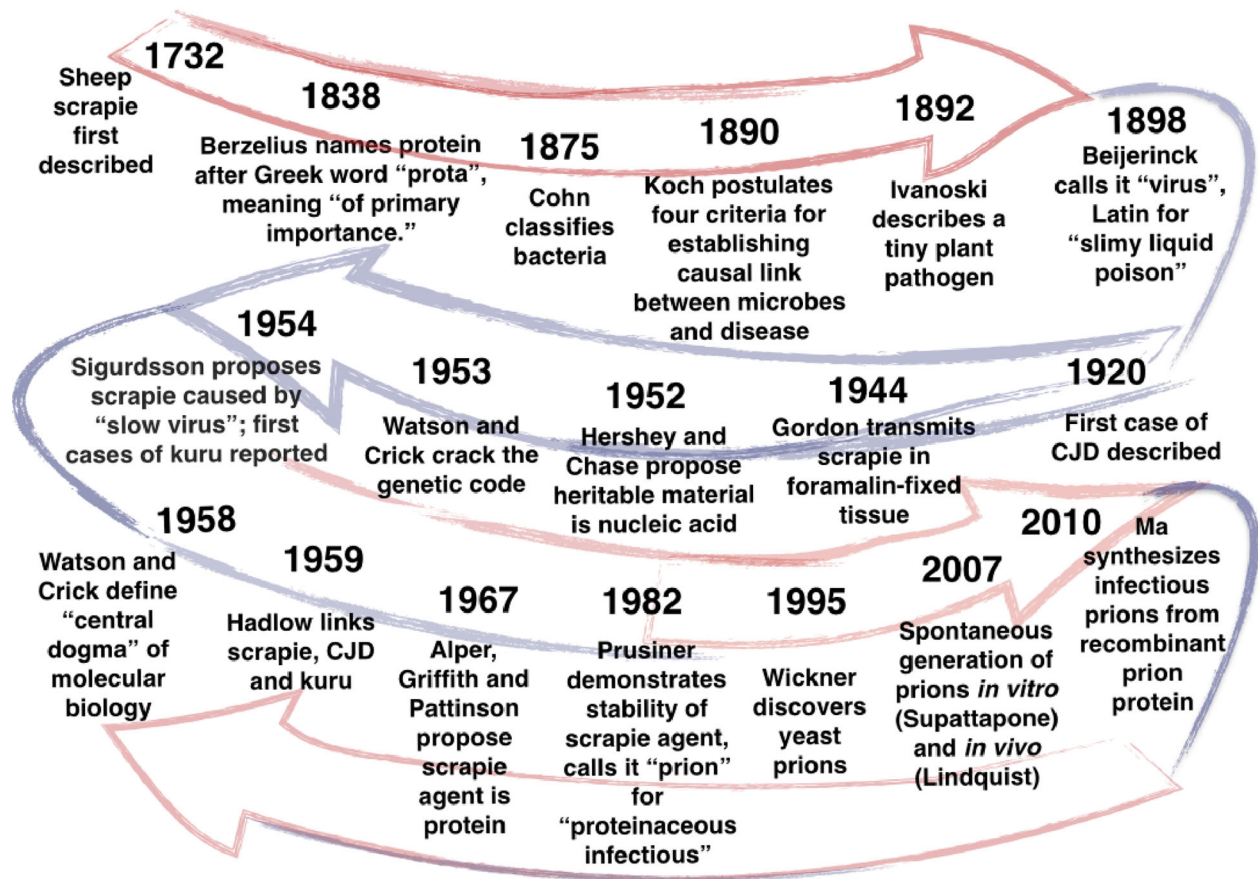 1732
Sheep
scrapie
first
described
1838
Berzelius names protein
after Greek word “prota”,
meaning “of primary
importance.”
1875
Cohn
classifies
bacteria
1890
Koch postulates
four criteria for
establishing
causal link
between microbes
and disease
1892
Ivanoski
describes a
tiny plant
pathogen
1898
Beijerinck
calls it “virus”,
Latin for
“slimy liquid
poison”
1920
First case of
CJD described
1944
Gordon transmits
scrapie in
foramalin-fixed
tissue
1952
Hershey and
Chase propose
heritable material
is nucleic acid
1953
Watson and
Crick crack the
genetic code
1954
Sigurdsson proposes
scrapie caused by
“slow virus”; first
cases of kuru reported
1958
Watson and
Crick define
“central
dogma” of
molecular
biology
1959
Hadlow links
scrapie, CJD
and kuru
1967
Alper,
Griffith and
Pattinson
propose
scrapie
agent is
protein
1982
Prusiner
demonstrates
stability of
scrapie agent,
calls it “prion”
for
“proteinaceous
infectious”
1995
Wickner
discovers
yeast
prions
2007
Spontaneous
generation of
prions in vitro
(Supattapone)
and in vivo
(Lindquist)
2010
Ma
synthesizes
infectious
prions from
recombinant
prion
protein